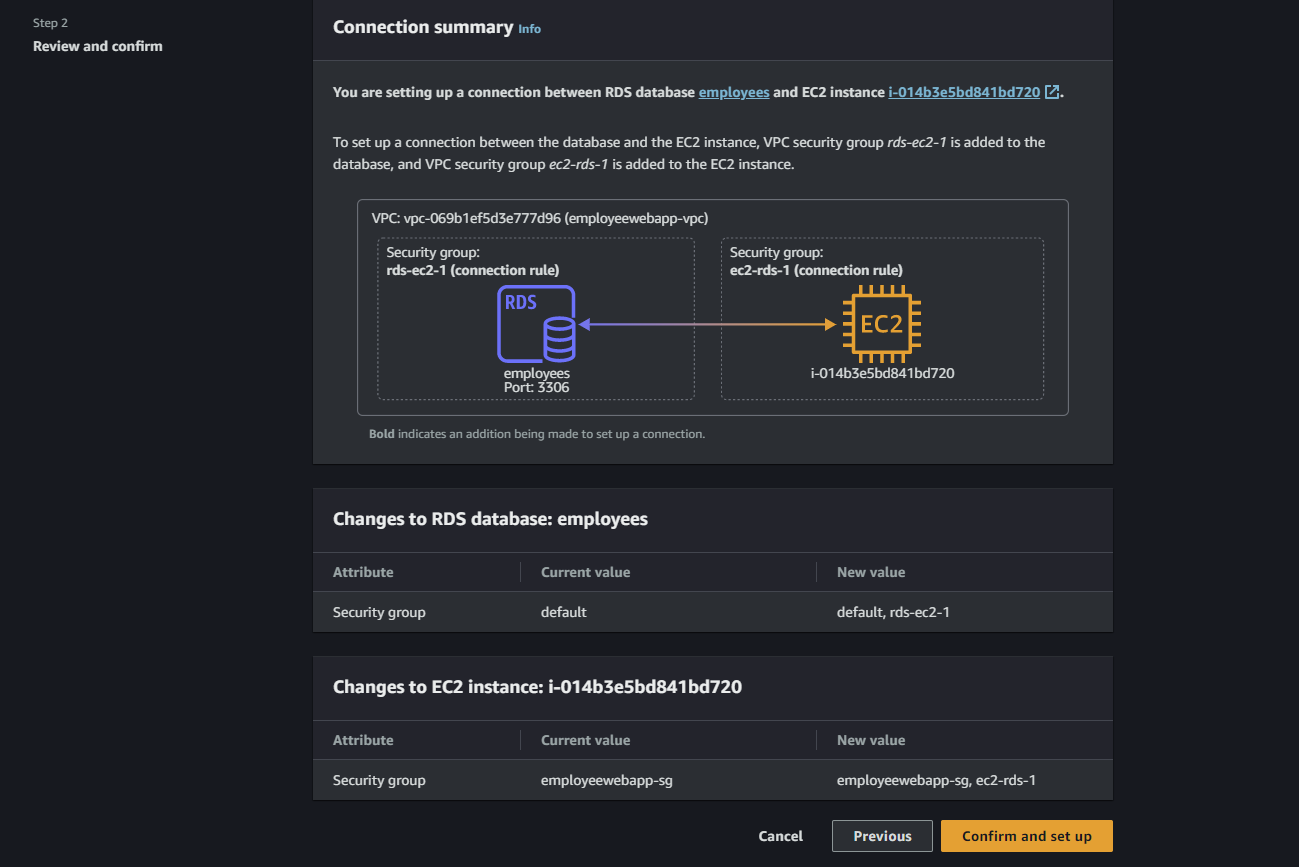 Step 2
Review and confirm
Connection summary Info
You are setting up a connection between RDS database employees and EC2 instance i-014b3e5bd841bd720.
To set up a connection between the database and the EC2 instance, VPC security group rds-ec2-1 is added to the
database, and VPC security group ec2-rds-1 is added to the EC2 instance.
VPC: vpc-069b1ef5d3e777d96 (employeewebapp-vpc)
Security group:
rds-ec2-1 (connection rule)
RDS
employees
Port: 3306
Security group:
ec2-rds-1 (connection rule)
EC2
i-014b3e5bd841bd720
Bold indicates an addition being made to set up a connection.
Changes to RDS database: employees
Attribute Current value New value
Security group default default, rds-ec2-1
Changes to EC2 instance: i-014b3e5bd841bd720
Attribute Current value New value
Security group employeewebapp-sg employeewebapp-sg, ec2-rds-1
Cancel Previous Confirm and set up